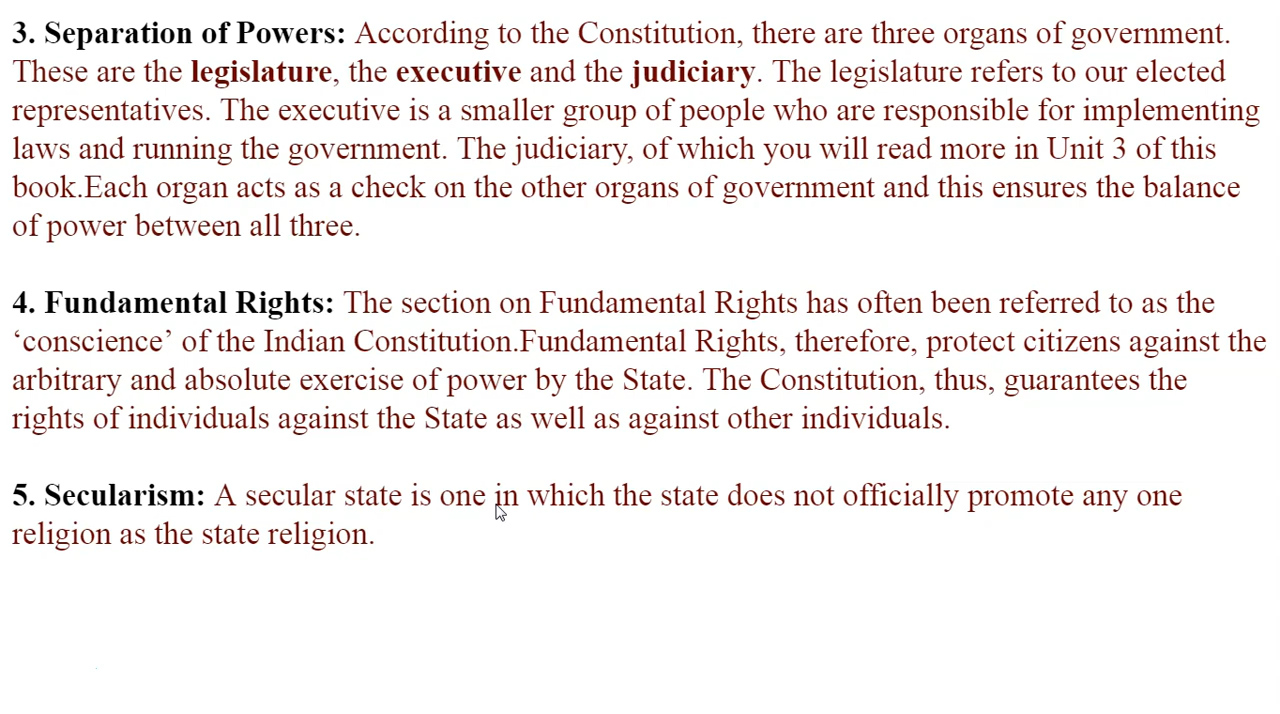 3. Separation of Powers: According to the Constitution, there are three organs of government.
These are the legislature, the executive and the judiciary. The legislature refers to our elected
representatives. The executive is a smaller group of people who are responsible for implementing
laws and running the government. The judiciary, of which you will read more in Unit 3 of this
book.Each organ acts as a check on the other organs of government and this ensures the balance
of power between all three.
4. Fundamental Rights: The section on Fundamental Rights has often been referred to as the
‘conscience’ of the Indian Constitution.Fundamental Rights, therefore, protect citizens against the
arbitrary and absolute exercise of power by the State. The Constitution, thus, guarantees the
rights of individuals against the State as well as against other individuals.
5. Secularism: A secular state is one in which the state does not officially promote any one
religion as the state religion.